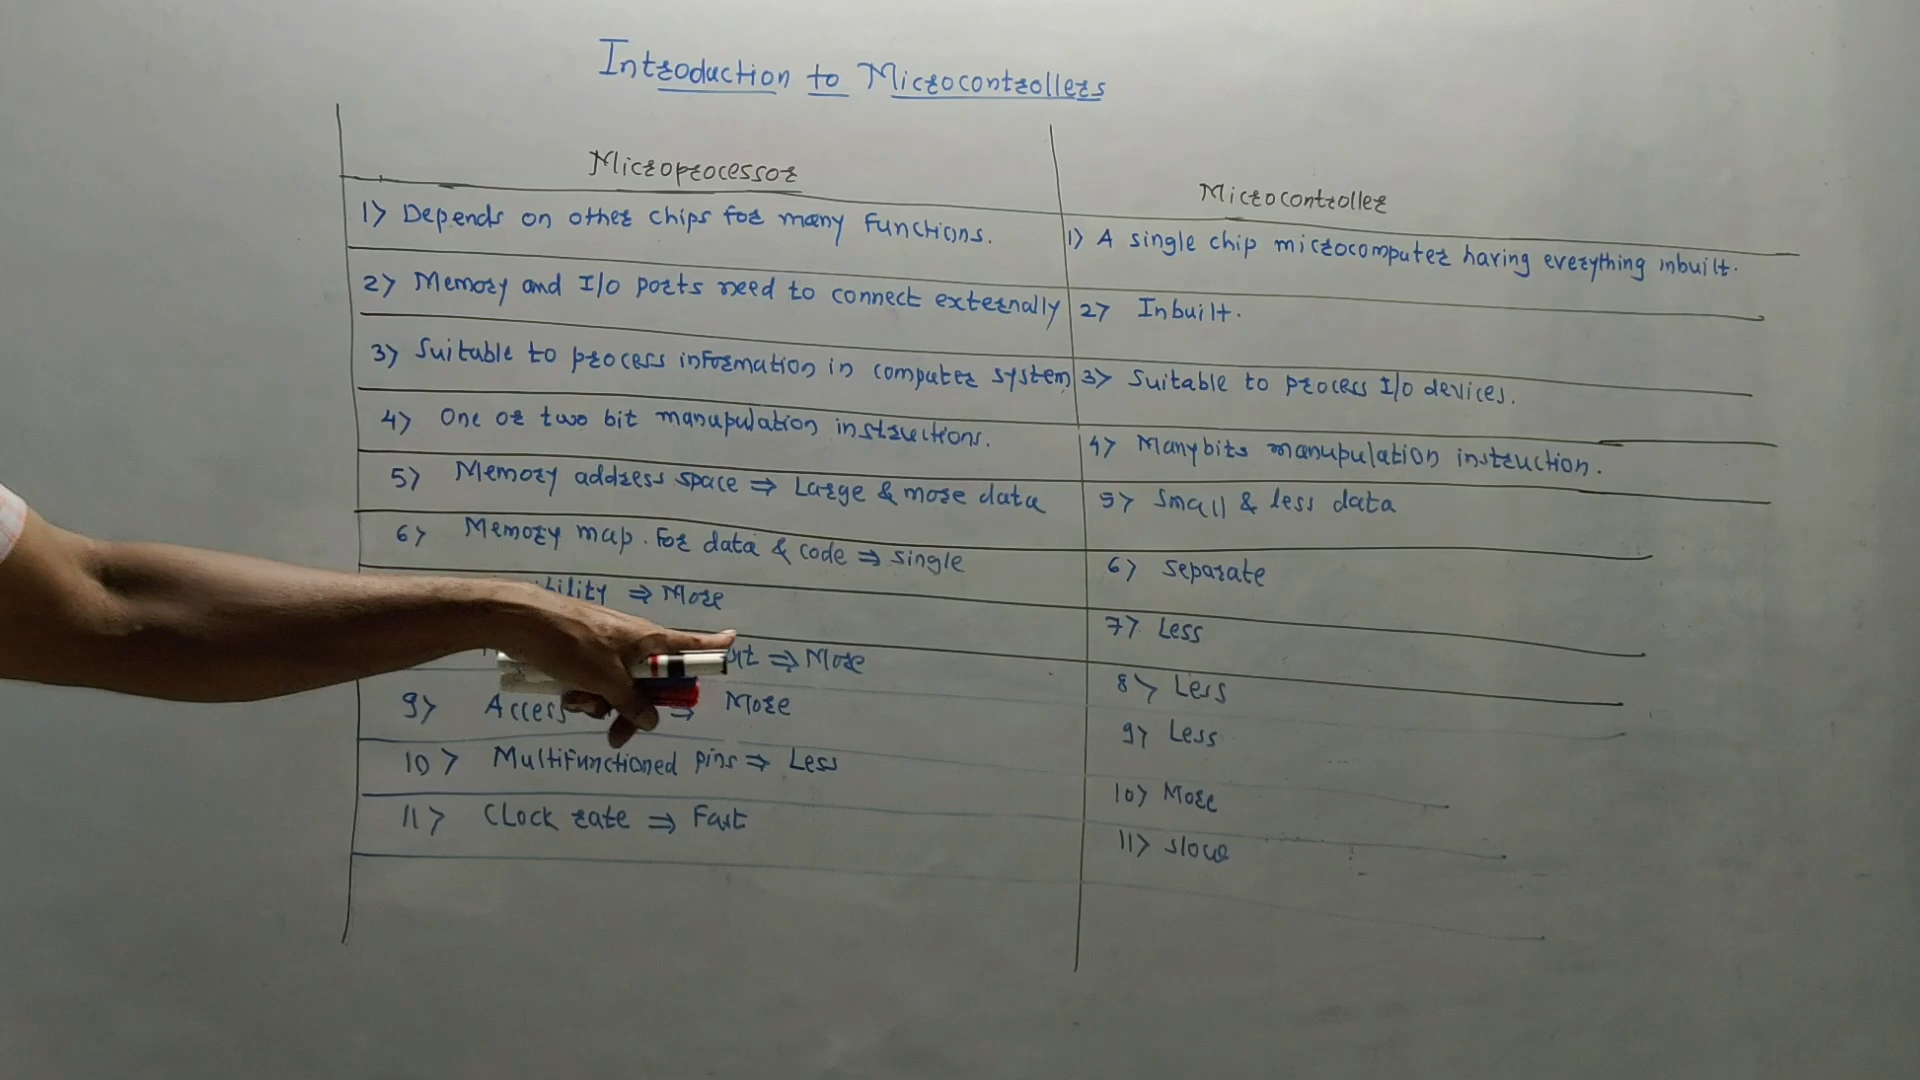 Introduction to Microcontrollers
Microprocessor
Microcontroller
1) Depends on other chips for many functions.
1) A single chip microcomputer having everything inbuilt.
2) Memory and I/o ports need to connect externally
2) Inbuilt.
3) Suitable to process information in computer system
3) Suitable to process I/o devices.
4) One or two bit manupulation instructions.
4) Many bits manupulation instruction.
5) Memory address space ⇒ Large & more data
5) Small & less data
6) Memory map. For data & code ⇒ single
6) separate
⇒ More
7) Less
⇒ More
8) Less
9) Access ⇒ More
9) Less
10) Multifunctioned pins ⇒ Less
10) More
11) Clock rate ⇒ Fast
11) slow